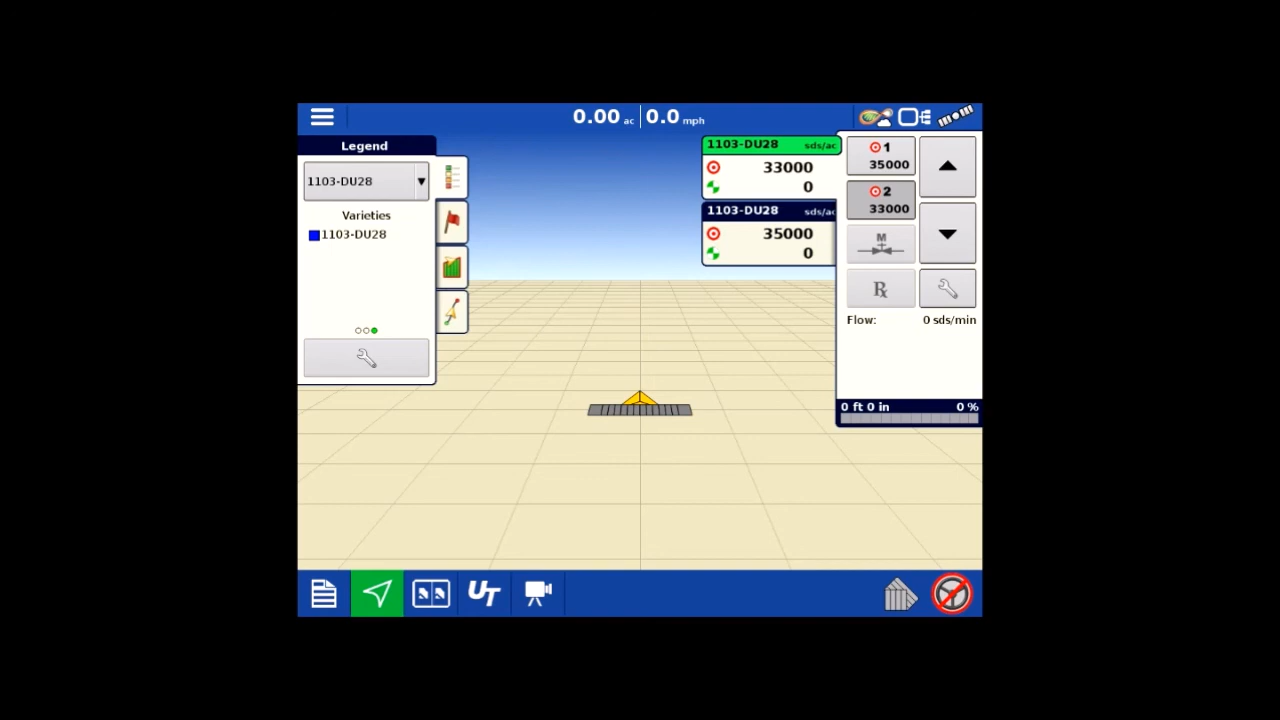 0.00 ac 0.0 mph
Legend
1103-DU28
Varieties
1103-DU28
1103-DU28 sds/ac
33000
0
1103-DU28 sds/ac
35000
0
1
35000
2
33000
M
Rx
Flow: 0 sds/min
0 ft 0 in 0 %
UT